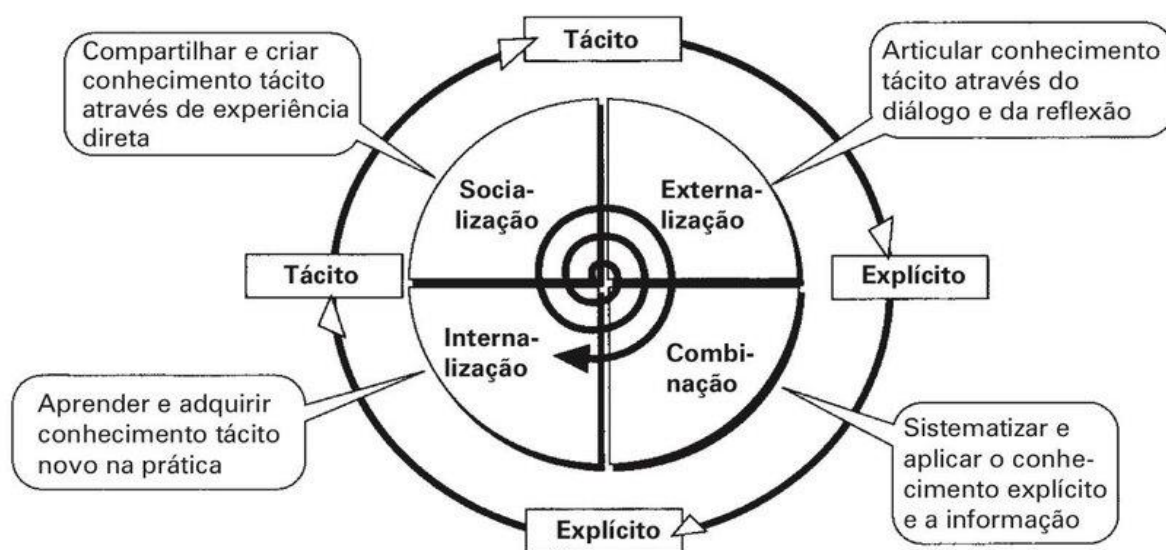 Tácito
Compartilhar e criar
conhecimento tácito
através de experiência
direta
Articular conhecimento
tácito através do
diálogo e da reflexão
Socia-
lização
Externa-
lização
Tácito
Explícito
Interna-
lização
Combi-
nação
Aprender e adquirir
conhecimento tácito
novo na prática
Sistematizar e
aplicar o conhe-
cimento explícito
e a informação
Explícito